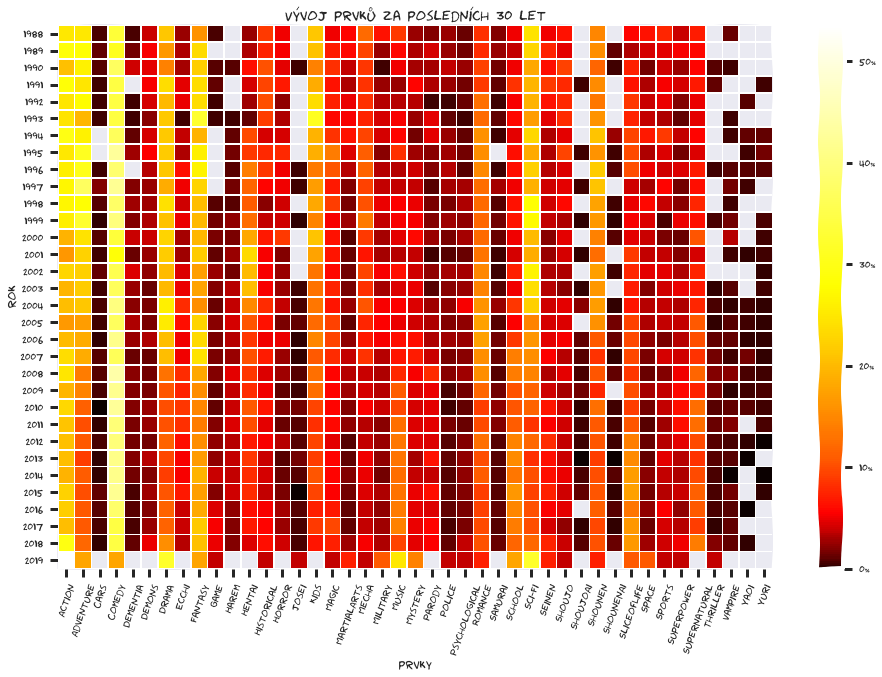 VÝVOJ PRVKŮ ZA POSLEDNÍCH 30 LET
ROK
1988
1989
1990
1991
1992
1993
1994
1995
1996
1997
1998
1999
2000
2001
2002
2003
2004
2005
2006
2007
2008
2009
2010
2011
2012
2013
2014
2015
2016
2017
2018
2019
50%
40%
30%
20%
10%
0%
ACTION
ADVENTURE
CARS
COMEDY
DEMENTIA
DEMONS
DRAMA
ECCHI
FANTASY
GAME
HAREM
HENTAI
HISTORICAL
HORROR
JOSEI
KIDS
MAGIC
MARTIALARTS
MECHA
MILITARY
MUSIC
MYSTERY
PARODY
POLICE
PSYCHOLOGICAL
ROMANCE
SAMURAI
SCHOOL
SCI-FI
SEINEN
SHOUJO
SHOUJOAI
SHOUNEN
SHOUNENAI
SLICEOFLIFE
SPACE
SPORTS
SUPERPOWER
SUPERNATURAL
THRILLER
VAMPIRE
YAOI
YURI
PRVKY